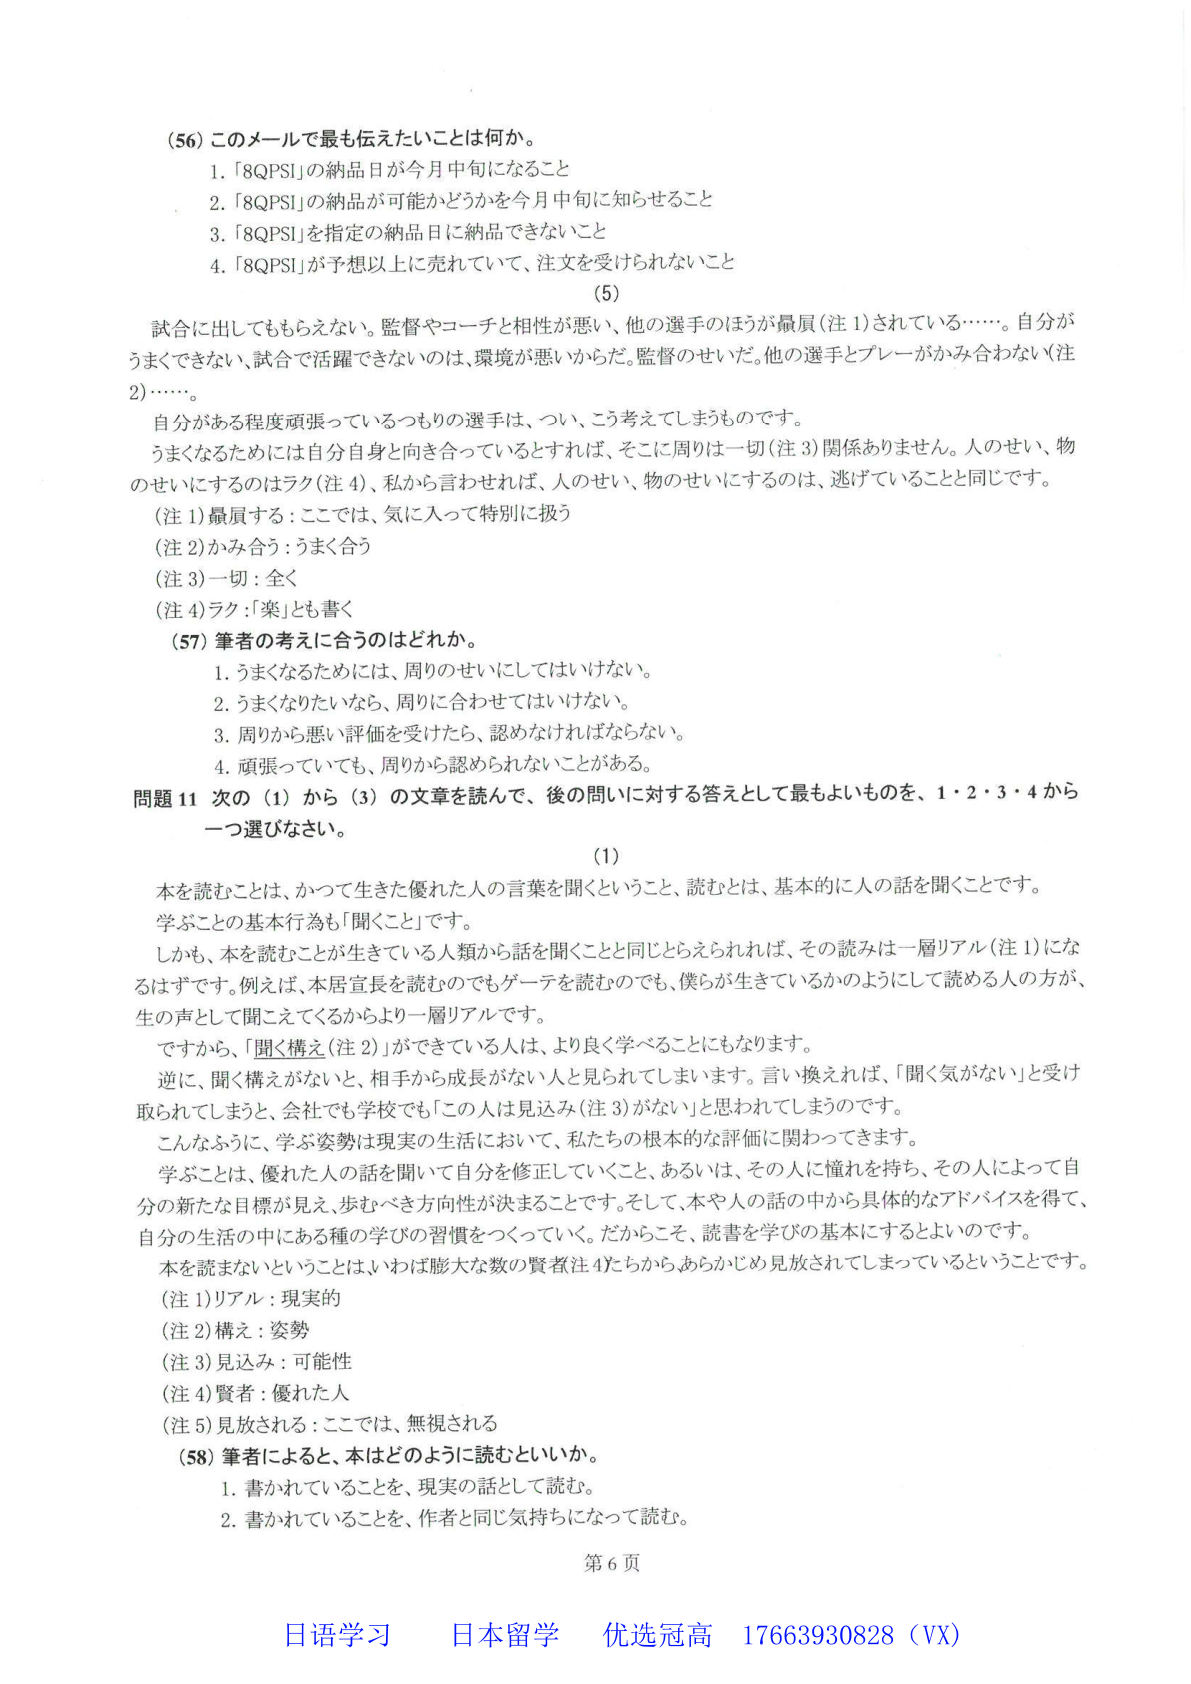 (56) このメールで最も伝えたいことは何か。
1.「8QPSI」の納品日が今月中旬になること
2.「8QPSI」の納品が可能かどうかを今月中旬に知らせること
3.「8QPSI」を指定の納品日に納品できないこと
4.「8QPSI」が予想以上に売れていて、注文を受けられないこと
(5)
試合に出してももらえない。監督やコーチと相性が悪い、他の選手のほうが贔屓(注1)されている……。自分が
うまくできない、試合で活躍できないのは、環境が悪いからだ。監督のせいだ。他の選手とプレーがかみ合わない(注
2)……。
自分がある程度頑張っているつもりの選手は、つい、こう考えてしまうものです。
うまくなるためには自分自身と向き合っているとすれば、そこに周りは一切(注3)関係ありません。人のせい、物
のせいにするのはラク(注4)、私から言わせれば、人のせい、物のせいにするのは、逃げていることと同じです。
(注1)贔屓する:ここでは、気に入って特別に扱う
(注2)かみ合う:うまく合う
(注3)一切:全く
(注4)ラク:「楽」とも書く
(57) 筆者の考えに合うのはどれか。
1. うまくなるためには、周りのせいにしてはいけない。
2. うまくなりたいなら、周りに合わせてはいけない。
3. 周りから悪い評価を受けたら、認めなければならない。
4. 頑張っていても、周りから認められないことがある。
問題11 次の(1)から(3)の文章を読んで、後の問いに対する答えとして最もよいものを、1・2・3・4から
一つ選びなさい。
(1)
本を読むことは、かつて生きた優れた人の言葉を聞くということ、読むとは、基本的に人の話を聞くことです。
学ぶことの基本行為も「聞くこと」です。
しかも、本を読むことが生きている人類から話を聞くことと同じとらえられれば、その読みは一層リアル(注1)にな
るはずです。例えば、本居宣長を読むのでもゲーテを読むのでも、僕らが生きているかのようにして読める人の方が、
生の声として聞こえてくるからより一層リアルです。
ですから、「聞く構え(注2)」ができている人は、より良く学べることにもなります。
逆に、聞く構えがないと、相手から成長がない人と見られてしまいます。言い換えれば、「聞く気がない」と受け
取られてしまうと、会社でも学校でも「この人は見込み(注3)がない」と思われてしまうのです。
こんなふうに、学ぶ姿勢は現実の生活において、私たちの根本的な評価に関わってきます。
学ぶことは、優れた人の話を聞いて自分を修正していくこと、あるいは、その人に憧れを持ち、その人によって自
分の新たな目標が見え、歩むべき方向性が決まることです。そして、本や人の話の中から具体的なアドバイスを得て、
自分の生活の中にある種の学びの習慣をつくっていく。だからこそ、読書を学びの基本にするとよいのです。
本を読まないということは、いわば膨大な数の賢者(注4)たちから、あらかじめ見放されてしまっているということです。
(注1)リアル:現実的
(注2)構え:姿勢
(注3)見込み:可能性
(注4)賢者:優れた人
(注5)見放される:ここでは、無視される
(58) 筆者によると、本はどのように読むといいか。
1. 書かれていることを、現実の話として読む。
2. 書かれていることを、作者と同じ気持ちになって読む。
第6页
日语学习 日本留学 优选冠高 17663930828（VX)